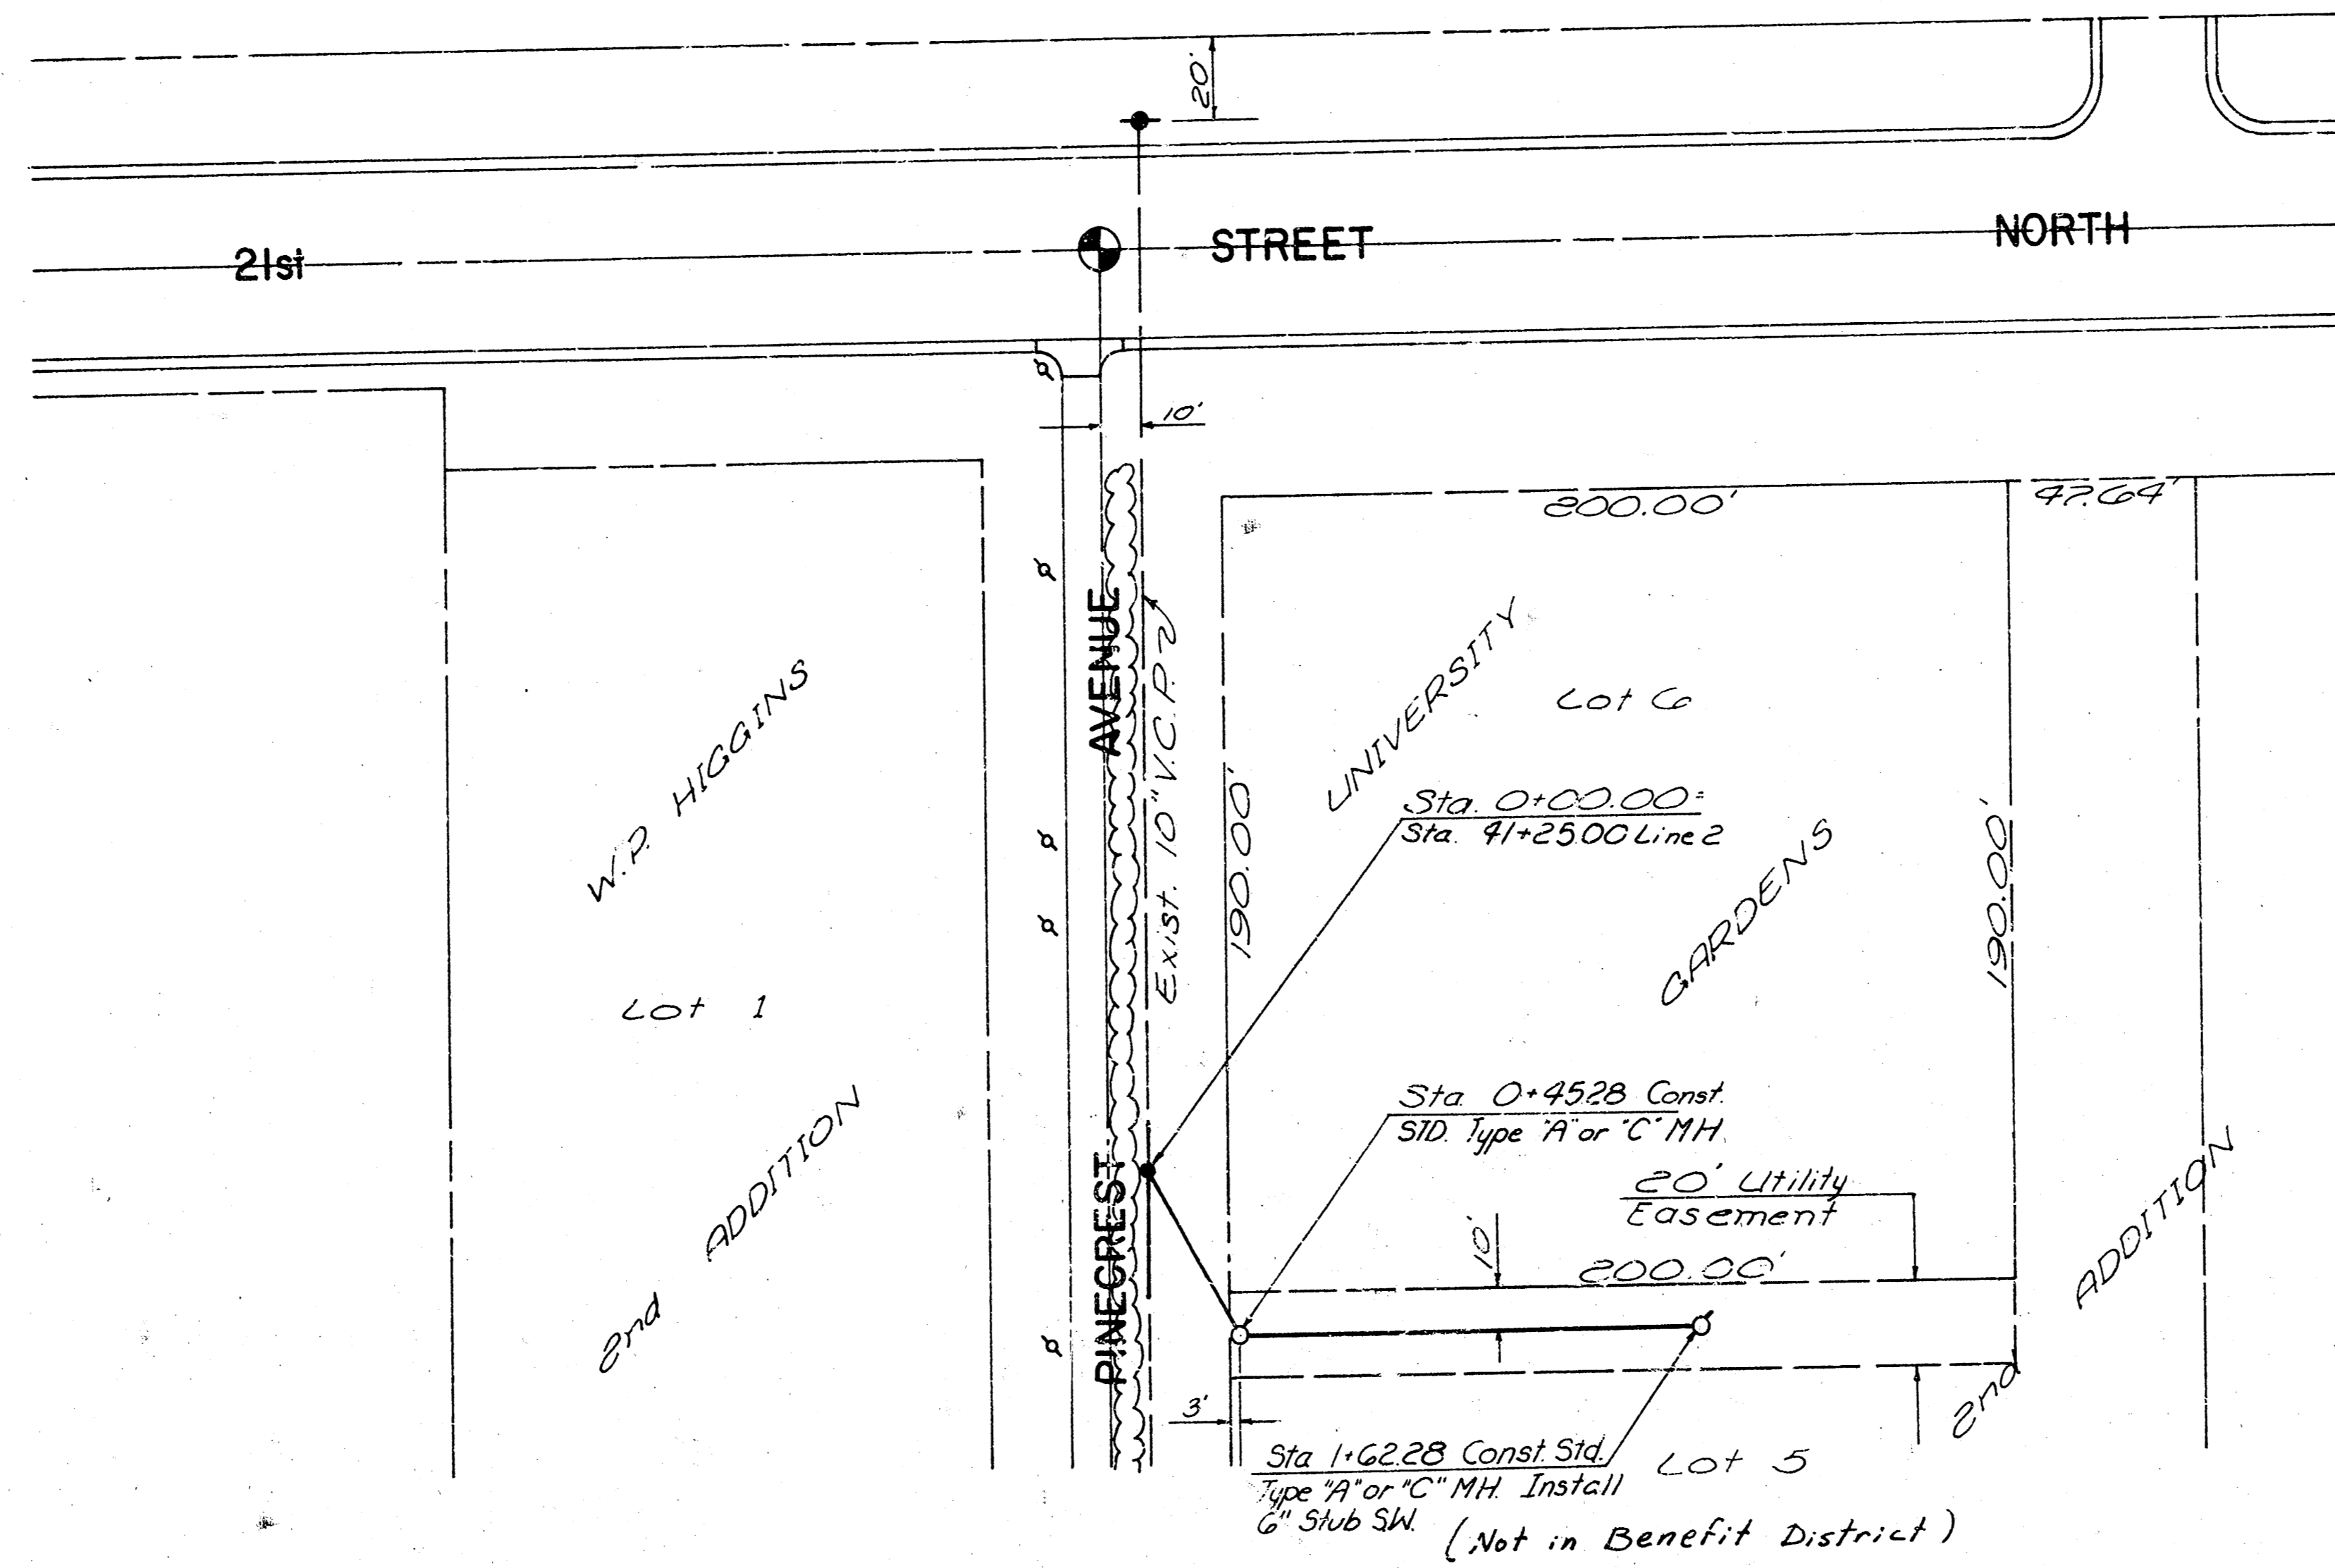 20'
21st STREET NORTH
10'
200.00'
47.64'
AVENUE
PINECREST
Exist. 10" V.C.P.
W.P. HIGGINS
Lot 1
2nd ADDITION
UNIVERSITY
Lot 6
190.00'
Sta. 0+00.00=
Sta. 41+25.00 Line 2
GARDENS
190.00'
Sta. 0+45.28 Const.
STD. Type "A" or "C" MH.
20' Utility
Easement
10'
200.00'
2nd ADDITION
3'
Sta 1+62.28 Const. Std.
Type "A" or "C" MH. Install
6" Stub S.W.
Lot 5
(Not in Benefit District)